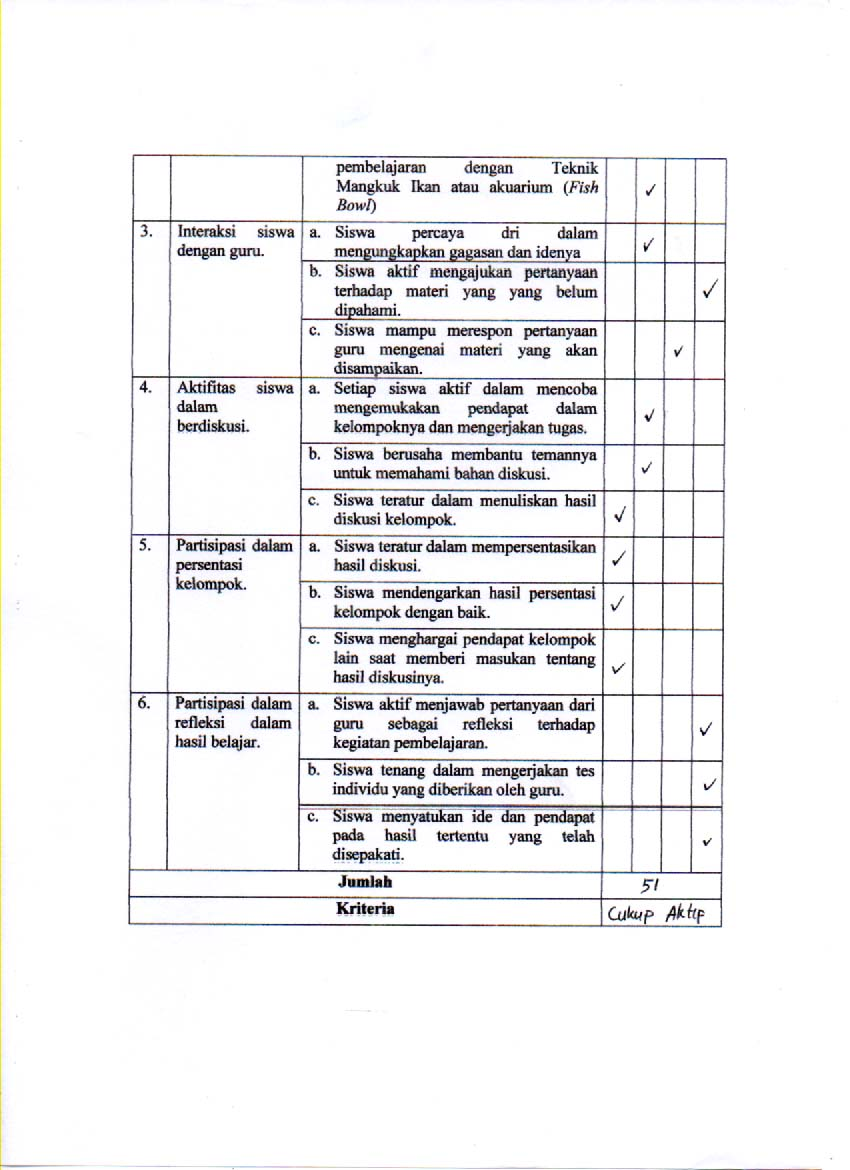 pembelajaran dengan Teknik
Mangkuk Ikan atau akuarium (Fish
Bowl) ✓
3. Interaksi siswa
dengan guru.
a. Siswa percaya dri dalam
mengungkapkan gagasan dan idenya ✓
b. Siswa aktif mengajukan pertanyaan
terhadap materi yang yang belum
dipahami. ✓
c. Siswa mampu merespon pertanyaan
guru mengenai materi yang akan
disampaikan. ✓
4. Aktifitas siswa
dalam
berdiskusi.
a. Setiap siswa aktif dalam mencoba
mengemukakan pendapat dalam
kelompoknya dan mengerjakan tugas. ✓
b. Siswa berusaha membantu temannya
untuk memahami bahan diskusi. ✓
c. Siswa teratur dalam menuliskan hasil
diskusi kelompok. ✓
5. Partisipasi dalam
persentasi
kelompok.
a. Siswa teratur dalam mempersentasikan
hasil diskusi. ✓
b. Siswa mendengarkan hasil persentasi
kelompok dengan baik. ✓
c. Siswa menghargai pendapat kelompok
lain saat memberi masukan tentang
hasil diskusinya. ✓
6. Partisipasi dalam
refleksi dalam
hasil belajar.
a. Siswa aktif menjawab pertanyaan dari
guru sebagai refleksi terhadap
kegiatan pembelajaran. ✓
b. Siswa tenang dalam mengerjakan tes
individu yang diberikan oleh guru. ✓
c. Siswa menyatukan ide dan pendapat
pada hasil tertentu yang telah
disepakati. ✓
Jumlah 51
Kriteria Cukup Aktip